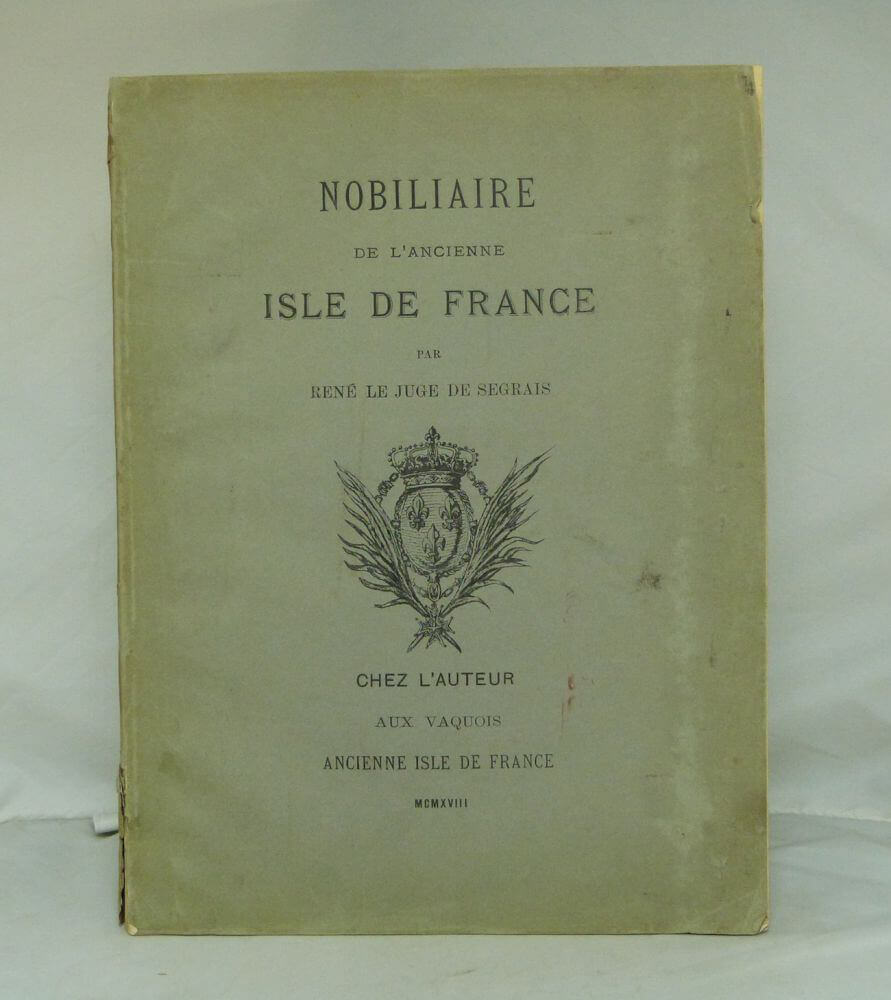 NOBILIAIRE
DE L'ANCIENNE
ISLE DE FRANCE
PAR
RENÉ LE JUGE DE SEGRAIS
CHEZ L'AUTEUR
AUX VAQUOIS
ANCIENNE ISLE DE FRANCE
MCMXVIII